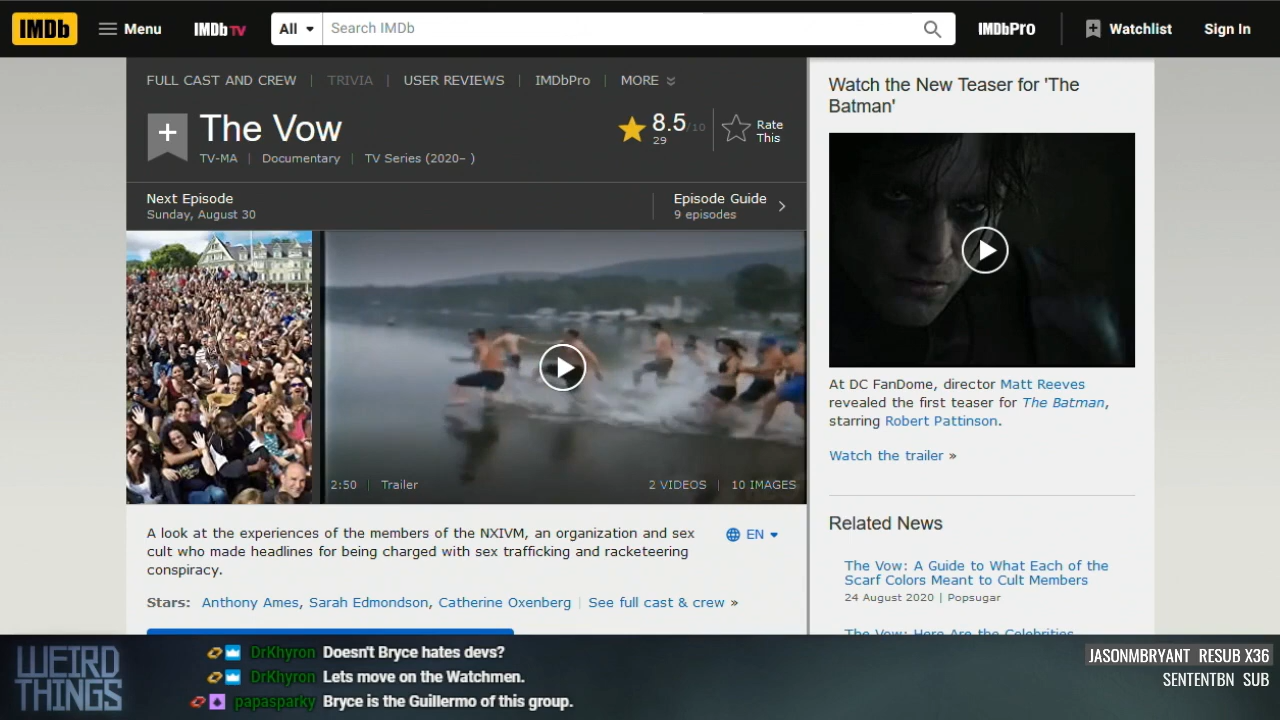 IMDb Menu IMDb TV All Search IMDb IMDbPRO Watchlist Sign In
FULL CAST AND CREW | TRIVIA | USER REVIEWS | IMDbPro | MORE
The Vow
8.5/10
29
Rate This
TV-MA | Documentary | TV Series (2020– )
Next Episode
Sunday, August 30
Episode Guide
9 episodes
2:50 | Trailer
2 VIDEOS | 10 IMAGES
A look at the experiences of the members of the NXIVM, an organization and sex
cult who made headlines for being charged with sex trafficking and racketeering
conspiracy.
EN
Stars: Anthony Ames, Sarah Edmondson, Catherine Oxenberg | See full cast & crew »
Watch the New Teaser for 'The
Batman'
At DC FanDome, director Matt Reeves
revealed the first teaser for The Batman,
starring Robert Pattinson.
Watch the trailer »
Related News
The Vow: A Guide to What Each of the
Scarf Colors Meant to Cult Members
24 August 2020 | Popsugar
The Vow: Here Are the Celebrities
WEIRD
THINGS
DrKhyron Doesn't Bryce hates devs?
DrKhyron Lets move on the Watchmen.
papasparky Bryce is the Guillermo of this group.
JASONMBRYANT RESUB X36
SENTENTBN SUB